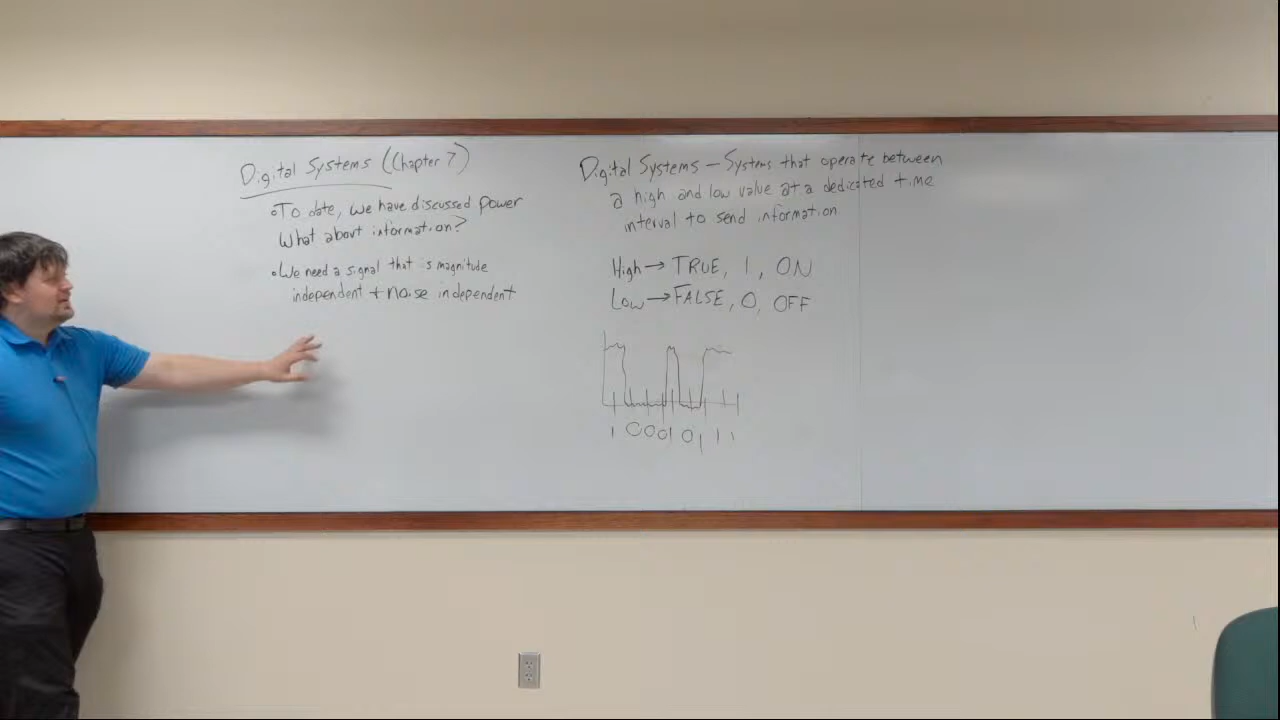 Digital Systems (Chapter 7)
• To date, we have discussed power
What about information?
• We need a signal that is magnitude
independent + noise independent
Digital Systems – Systems that operate between
a high and low value at a dedicated time
interval to send information
High → TRUE, 1, ON
Low → FALSE, 0, OFF
1 0 0 0 1 0 1 1 1